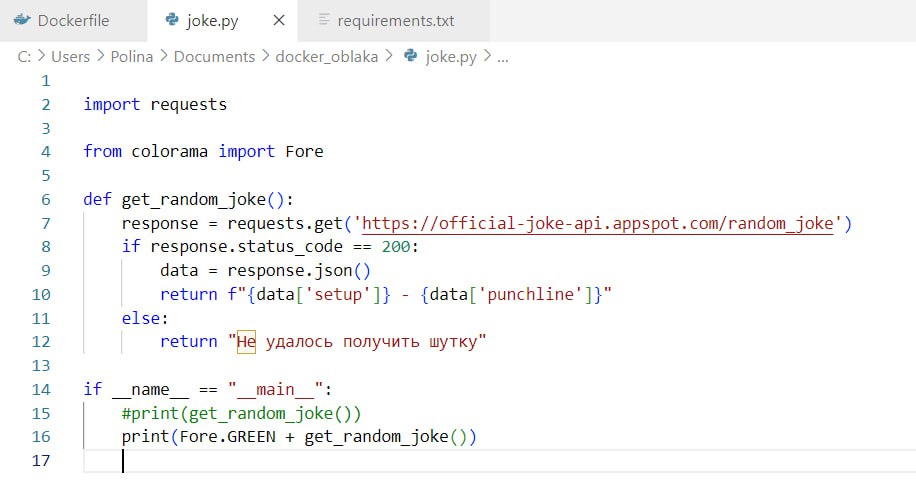 Dockerfile joke.py requirements.txt
C: > Users > Polina > Documents > docker_oblaka > joke.py > ...
1
2 import requests
3
4 from colorama import Fore
5
6 def get_random_joke():
7     response = requests.get('https://official-joke-api.appspot.com/random_joke')
8     if response.status_code == 200:
9         data = response.json()
10         return f"{data['setup']} - {data['punchline']}"
11     else:
12         return "Не удалось получить шутку"
13
14 if __name__ == "__main__":
15     #print(get_random_joke())
16     print(Fore.GREEN + get_random_joke())
17